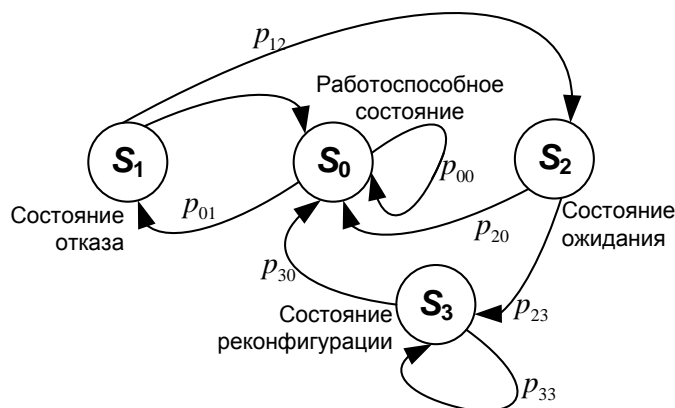 p12
Работоспособное
состояние
S1
S0
S2
p00
Состояние
отказа
p01
p20
Состояние
ожидания
p30
S3
p23
Состояние
реконфигурации
p33